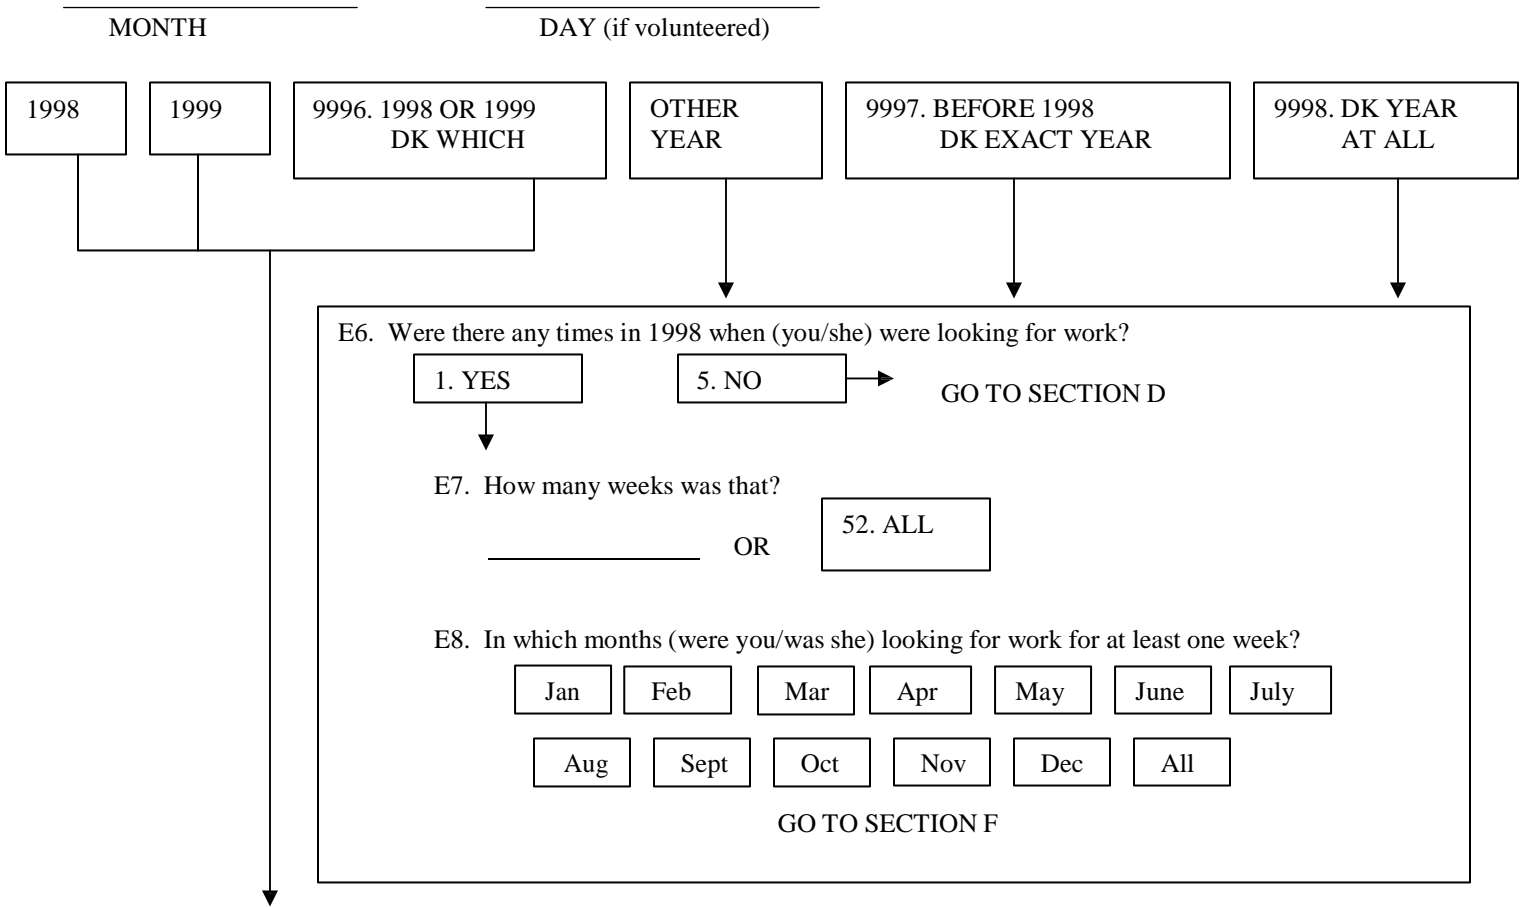 MONTH DAY (if volunteered)
1998 1999 9996. 1998 OR 1999 OTHER 9997. BEFORE 1998 9998. DK YEAR
DK WHICH YEAR DK EXACT YEAR AT ALL
E6. Were there any times in 1998 when (you/she) were looking for work?
1. YES 5. NO GO TO SECTION D
E7. How many weeks was that?
OR 52. ALL
E8. In which months (were you/was she) looking for work for at least one week?
Jan Feb Mar Apr May June July
Aug Sept Oct Nov Dec All
GO TO SECTION F